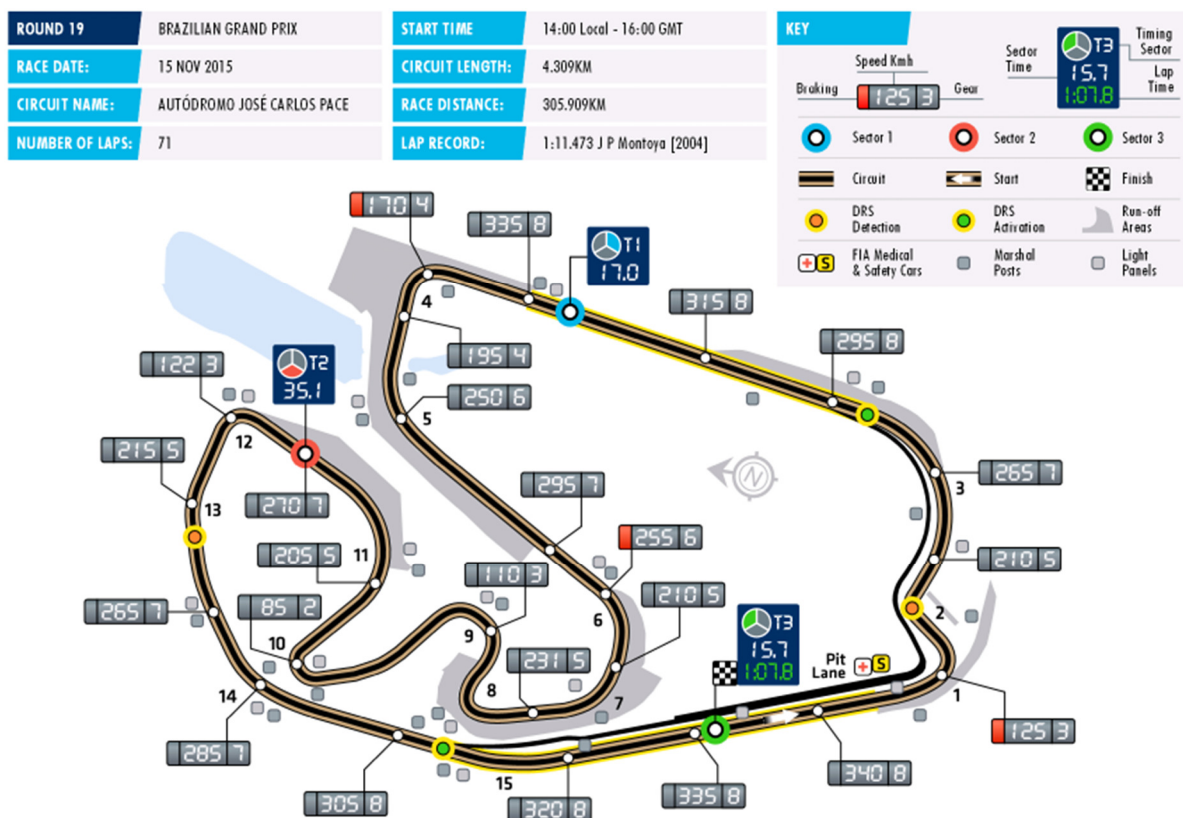 ROUND 19 BRAZILIAN GRAND PRIX
RACE DATE: 15 NOV 2015
CIRCUIT NAME: AUTÓDROMO JOSÉ CARLOS PACE
NUMBER OF LAPS: 71
START TIME 14:00 Local - 16:00 GMT
CIRCUIT LENGTH: 4.309KM
RACE DISTANCE: 305.909KM
LAP RECORD: 1:11.473 J P Montoya [2004]
KEY
Speed Kmh
Braking 125 3 Gear
Sector Time
T3
15.7
1:07.8
Timing Sector
Lap Time
Sector 1
Sector 2
Sector 3
Circuit
Start
Finish
DRS Detection
DRS Activation
Run-off Areas
S
FIA Medical & Safety Cars
Marshal Posts
Light Panels
170 4
335 8
T1
17.0
4
315 8
295 8
195 4
122 3
T2
35.1
250 6
5
12
215 5
265 7
3
13
270 7
295 7
N
255 6
205 5
11
110 3
210 5
210 5
265 7
85 2
6
2
9
T3
15.7
1:07.8
10
231 5
Pit Lane
S
14
8
7
1
125 3
285 7
15
340 8
305 8
320 8
335 8